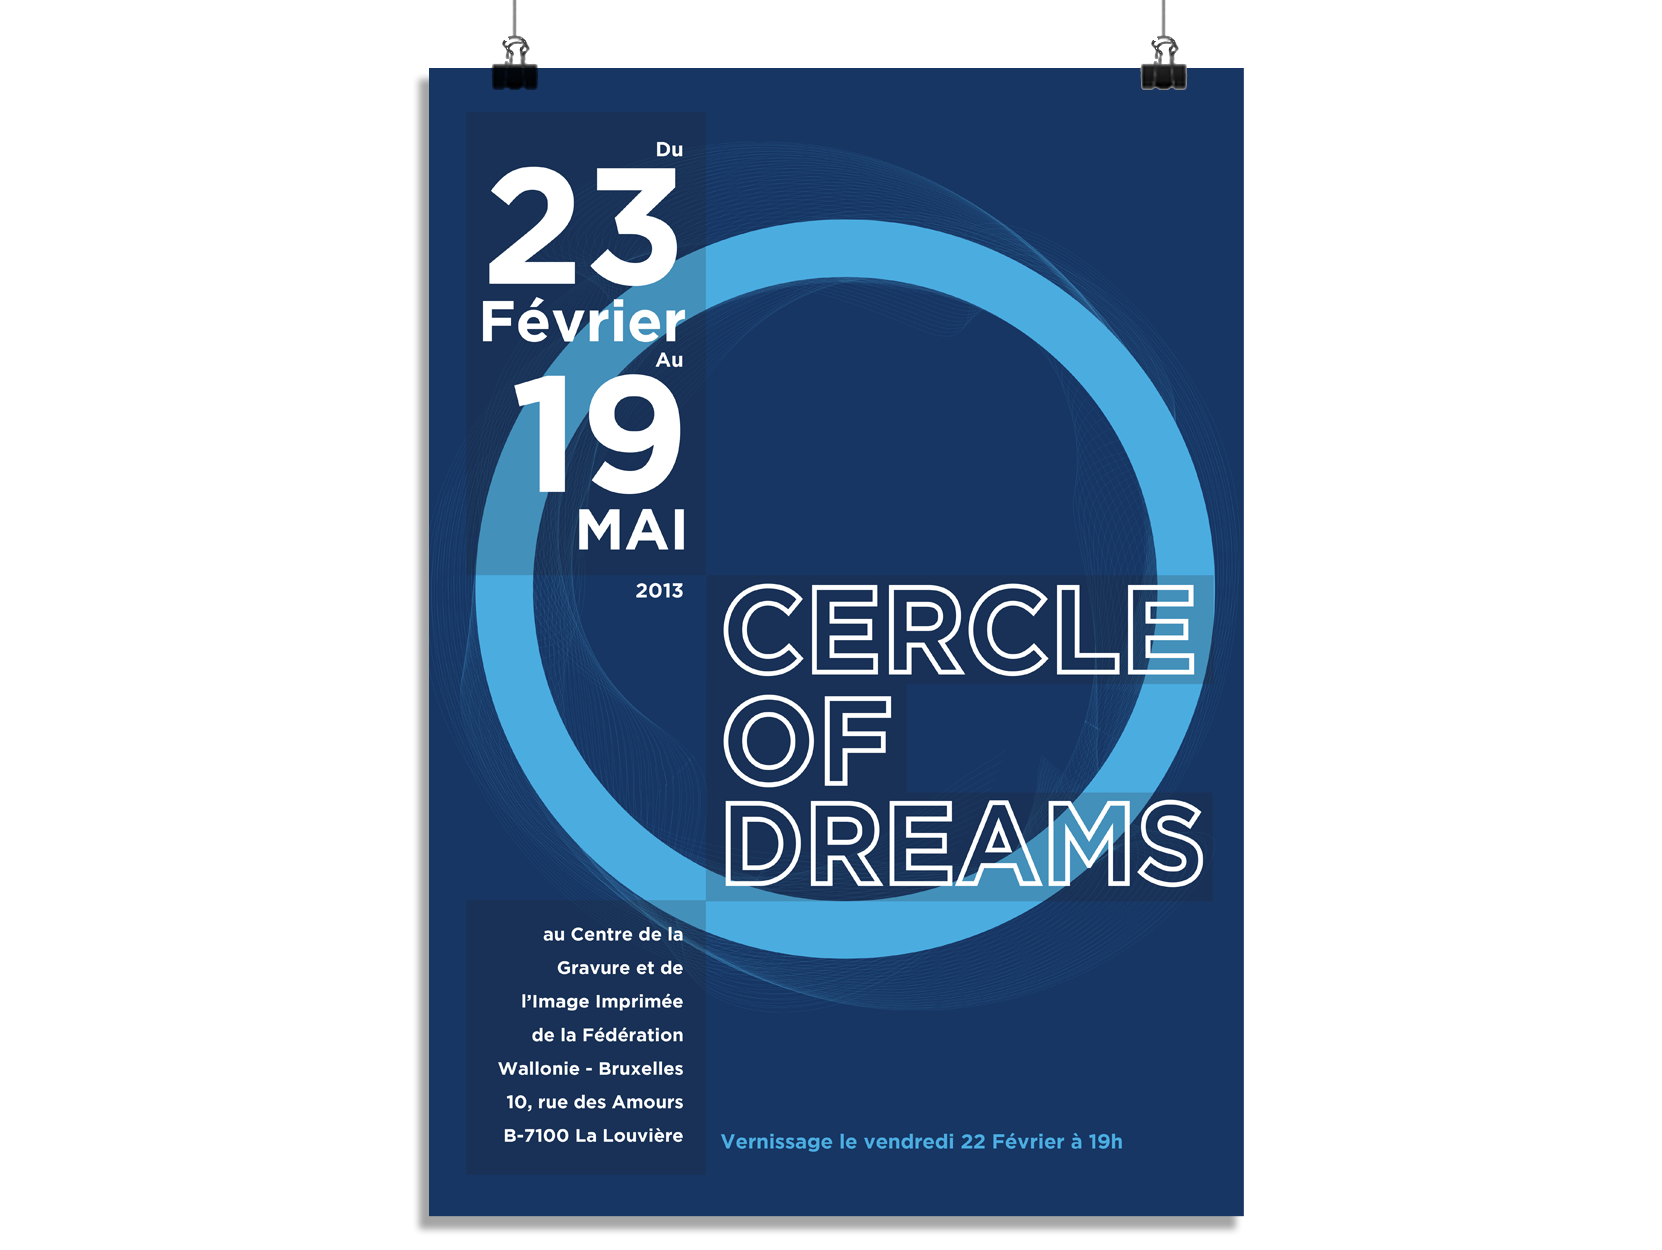 Du
23
Février
Au
19
MAI
2013
CERCLE
OF
DREAMS
au Centre de la
Gravure et de
l'Image Imprimée
de la Fédération
Wallonie - Bruxelles
10, rue des Amours
B-7100 La Louvière
Vernissage le vendredi 22 Février à 19h